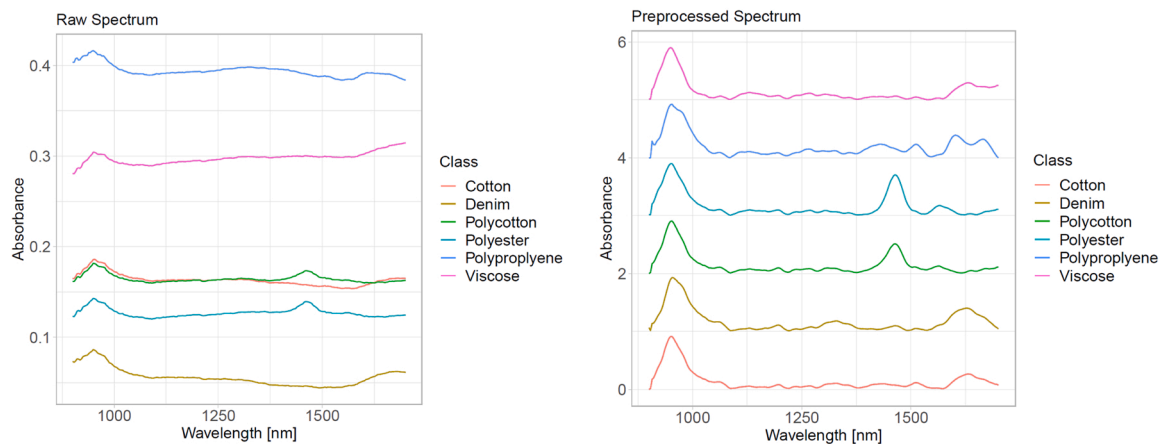 Raw Spectrum
0.4
0.3
0.2
0.1
Absorbance
1000
1250
1500
Wavelength [nm]
Class
Cotton
Denim
Polycotton
Polyester
Polyproplyene
Viscose
Preprocessed Spectrum
6
4
2
0
Absorbance
1000
1250
1500
Wavelength [nm]
Class
Cotton
Denim
Polycotton
Polyester
Polyproplyene
Viscose